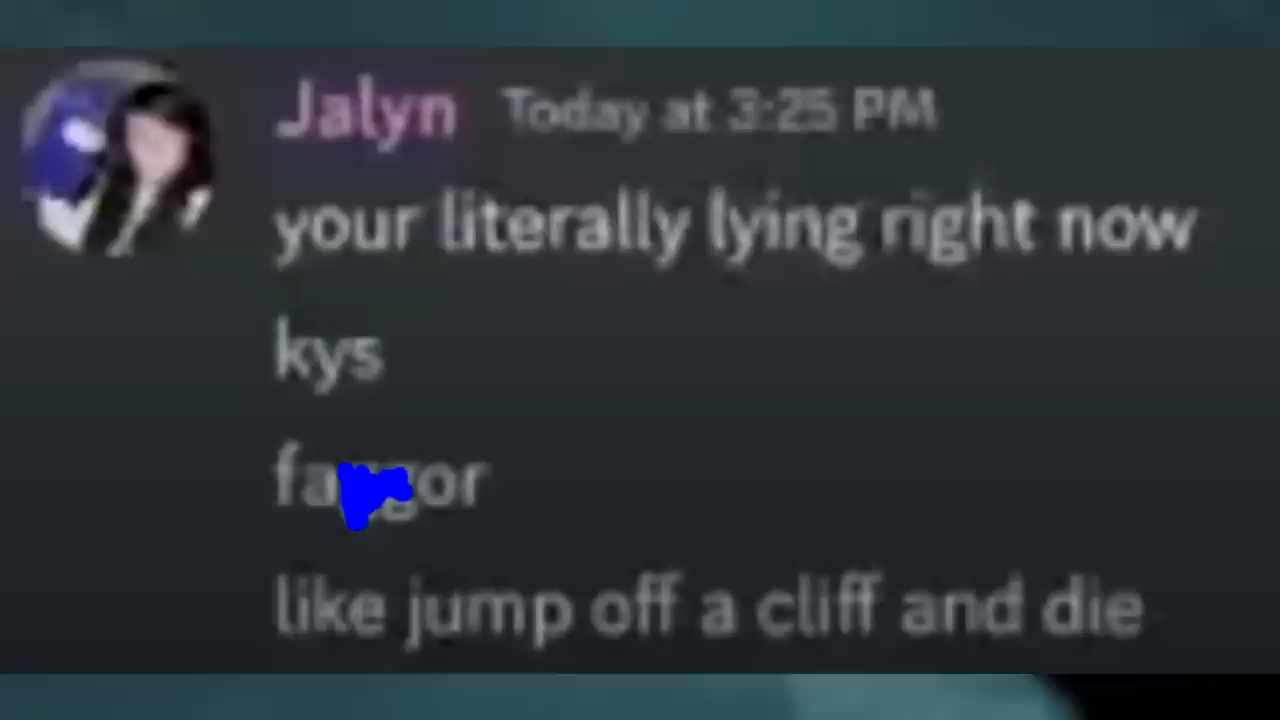 Jalyn Today at 3:25 PM
your literally lying right now
kys
like jump off a cliff and die